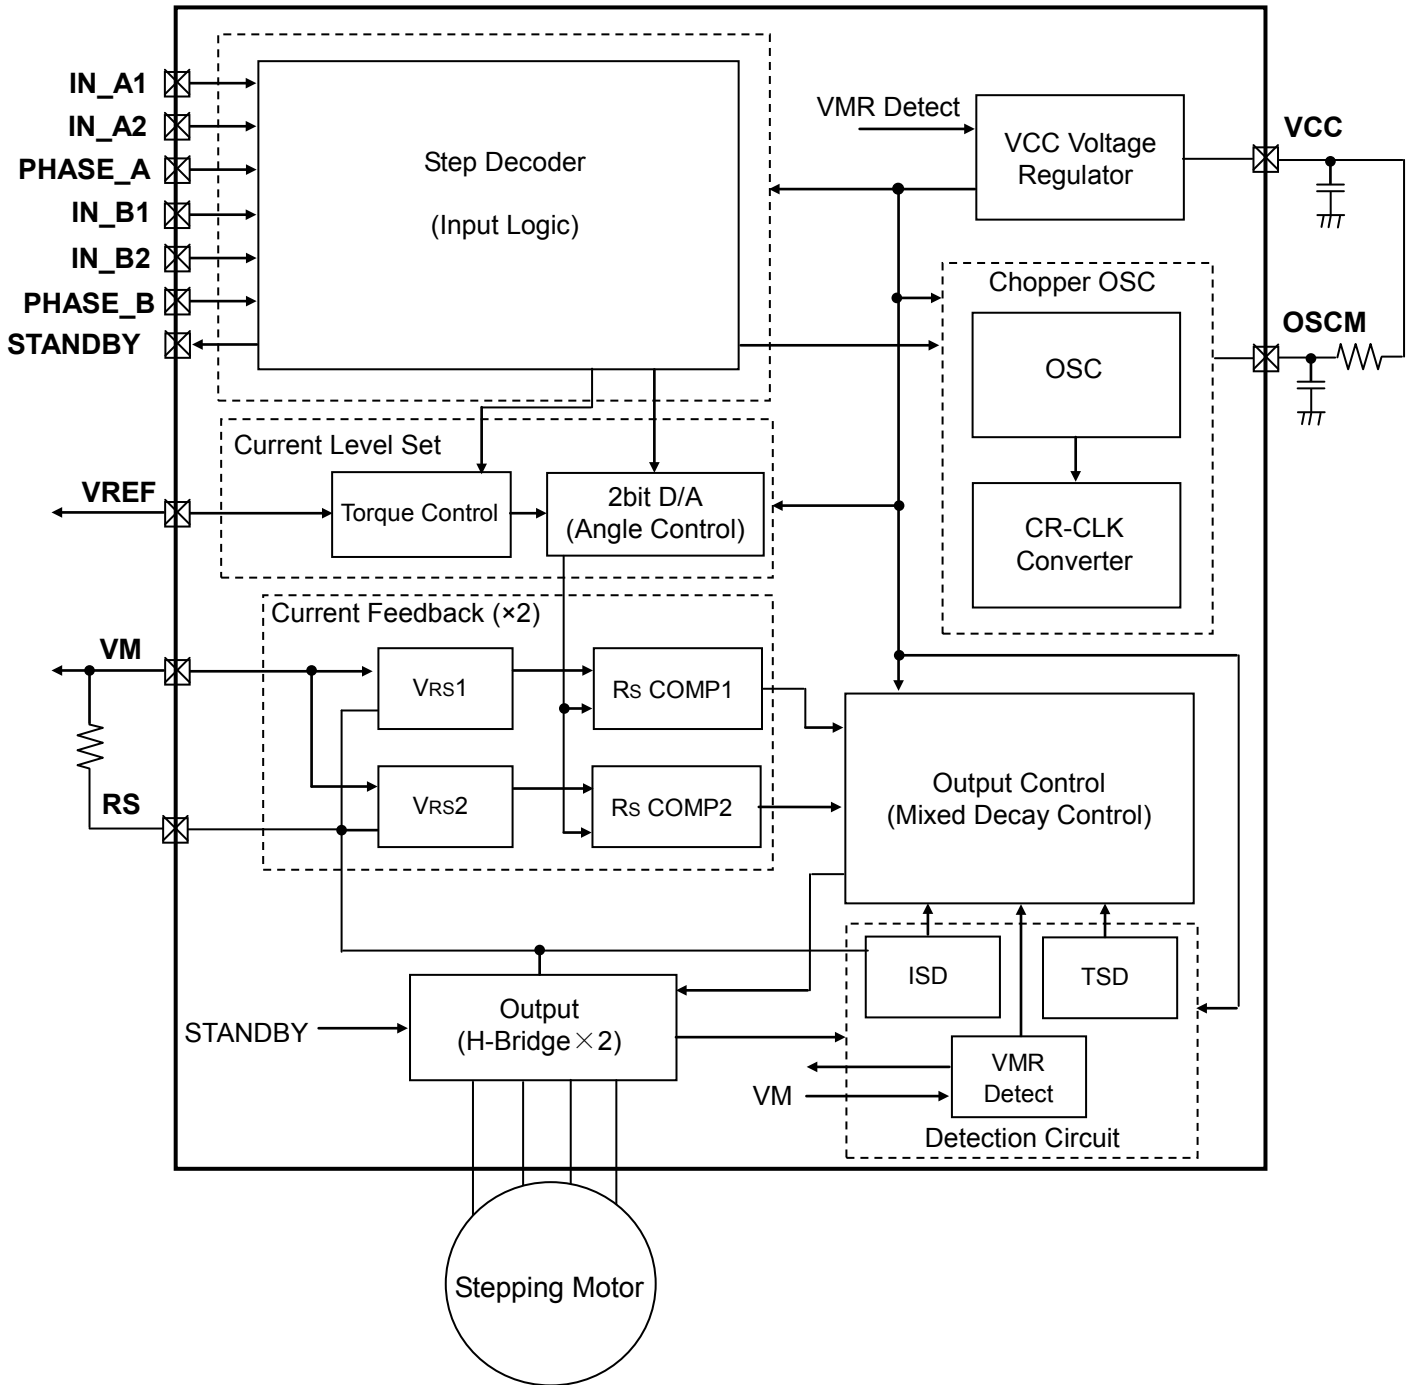 IN_A1
IN_A2
PHASE_A
IN_B1
IN_B2
PHASE_B
STANDBY
Step Decoder
(Input Logic)
VMR Detect
VCC Voltage
Regulator
VCC
Chopper OSC
OSC
CR-CLK
Converter
OSCM
Current Level Set
VREF
Torque Control
2bit D/A
(Angle Control)
Current Feedback (×2)
VM
VRS1
RS COMP1
RS
VRS2
RS COMP2
Output Control
(Mixed Decay Control)
STANDBY
Output
(H-Bridge×2)
ISD
TSD
VMR
Detect
VM
Detection Circuit
Stepping Motor